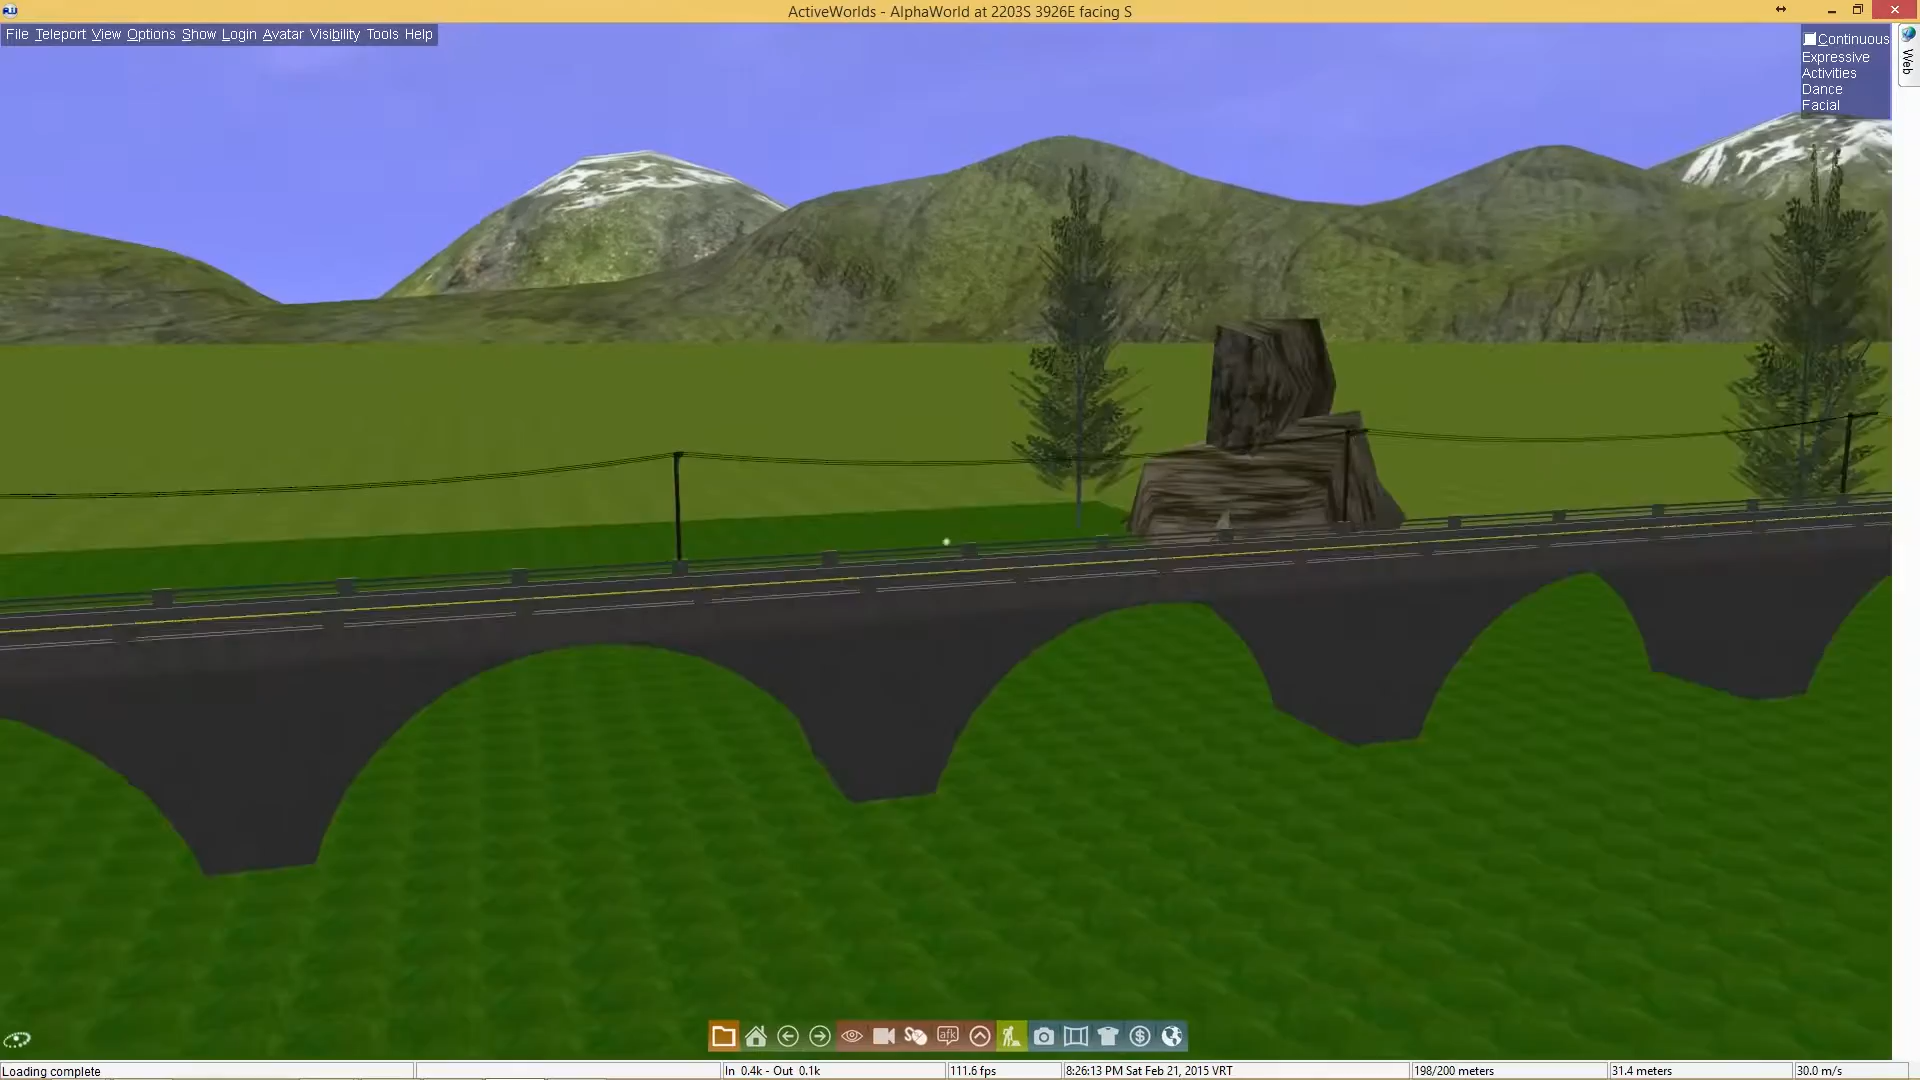 ActiveWorlds - AlphaWorld at 2203S 3926E facing S
File Teleport View Options Show Login Avatar Visibility Tools Help
Continuous
Expressive
Activities
Dance
Facial
Web
afk
Loading complete
In 0.4k - Out 0.1k
111.6 fps
8:26:13 PM Sat Feb 21, 2015 VRT
198/200 meters
31.4 meters
30.0 m/s